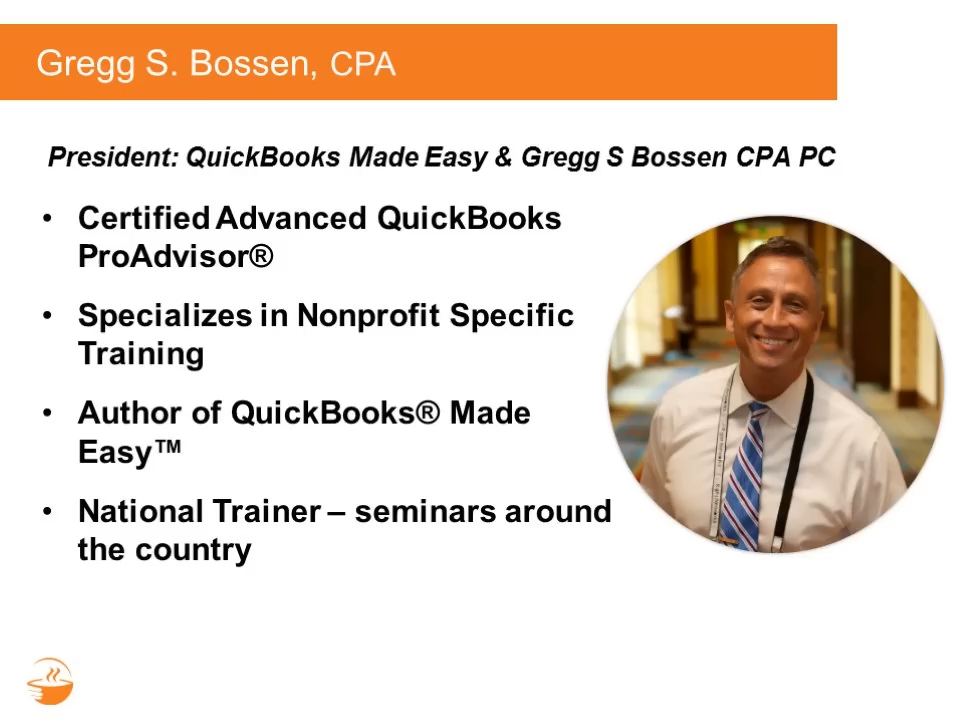 Gregg S. Bossen, CPA
President: QuickBooks Made Easy & Gregg S Bossen CPA PC
• Certified Advanced QuickBooks
ProAdvisor®
• Specializes in Nonprofit Specific
Training
• Author of QuickBooks® Made
Easy™
• National Trainer – seminars around
the country